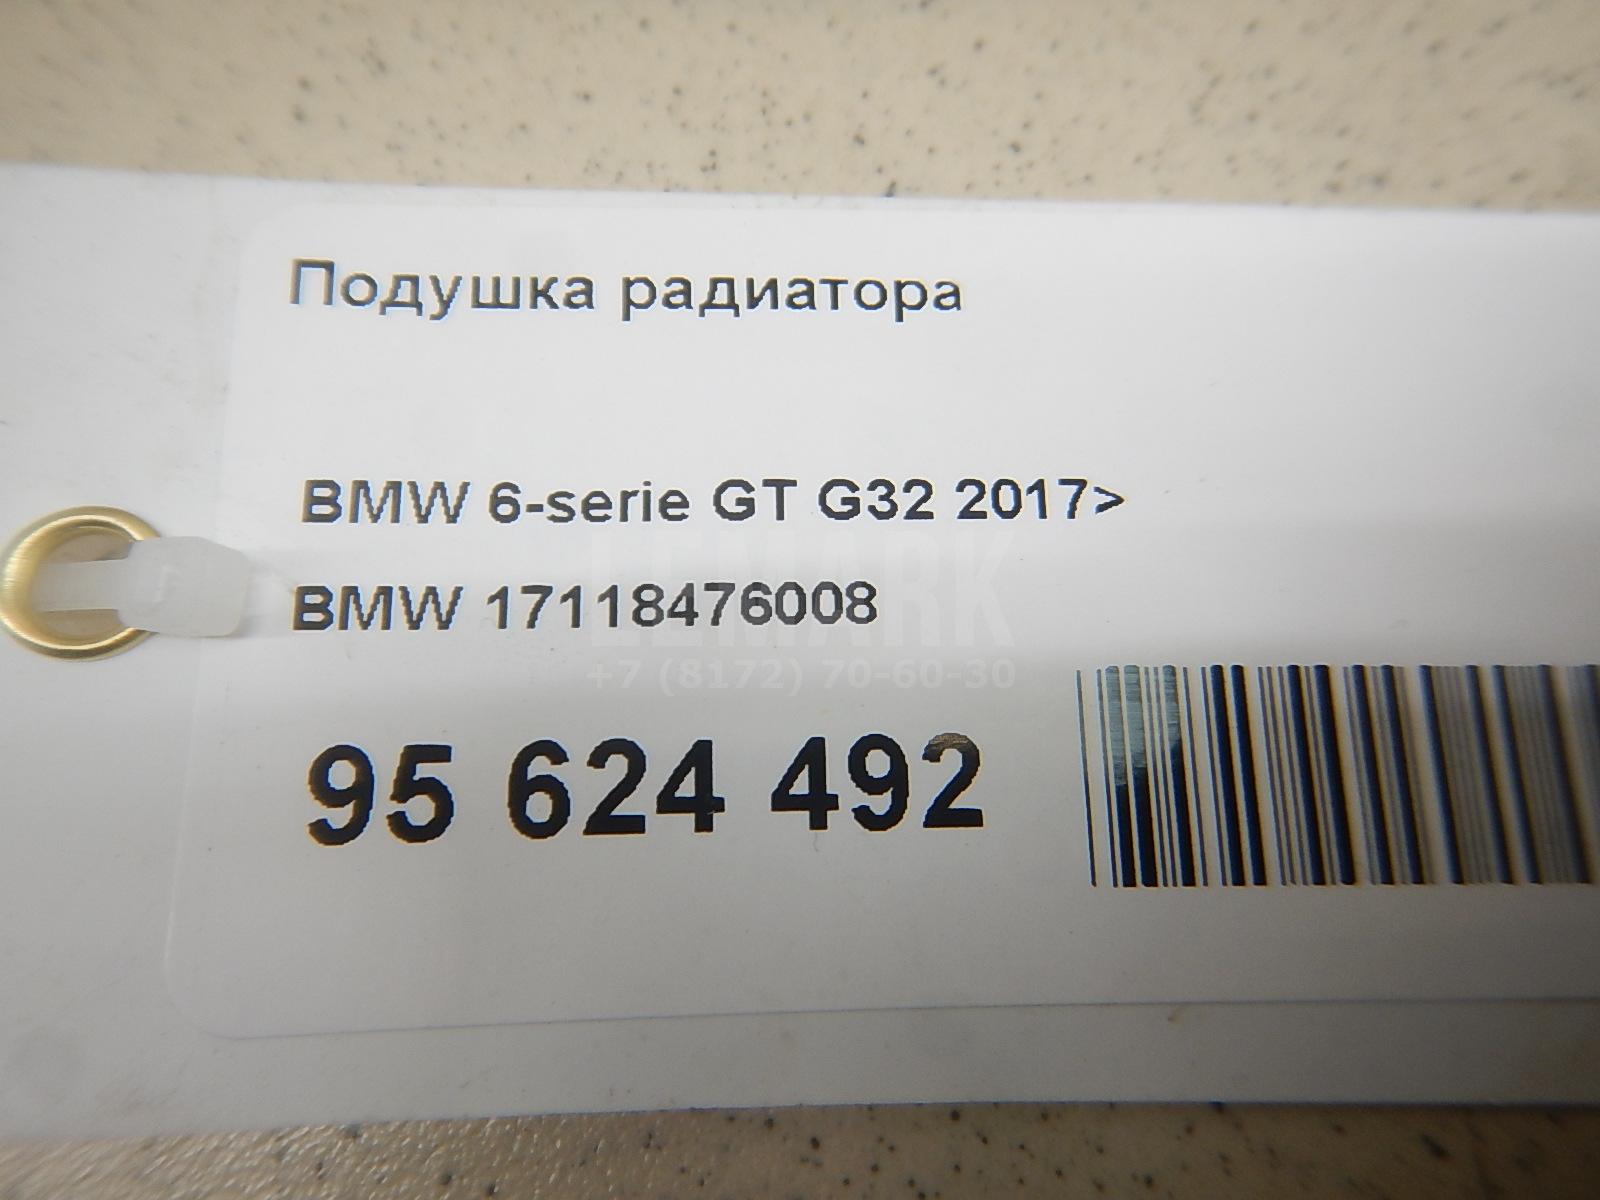 Подушка радиатора
BMW 6-serie GT G32 2017>
BMW 17118476008
LEMARK
+7 (8172) 70-60-30
95 624 492